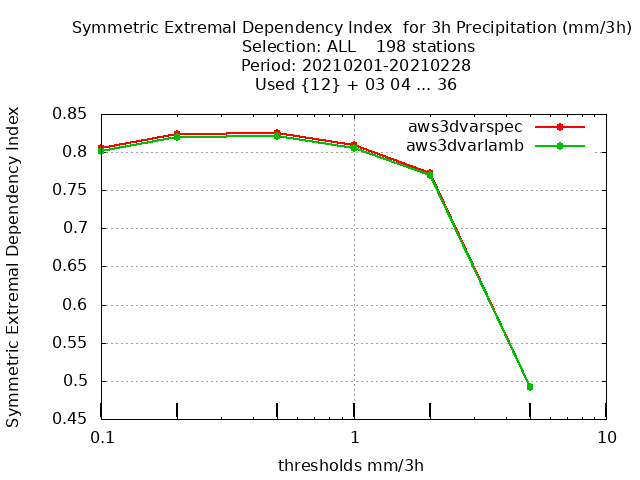 Symmetric Extremal Dependency Index  for 3h Precipitation (mm/3h)
Selection: ALL    198 stations
Period: 20210201-20210228
Used {12} + 03 04 ... 36
Symmetric Extremal Dependency Index
0.85
0.8
0.75
0.7
0.65
0.6
0.55
0.5
0.45
aws3dvarspec
aws3dvarlamb
0.1 1 10
thresholds mm/3h